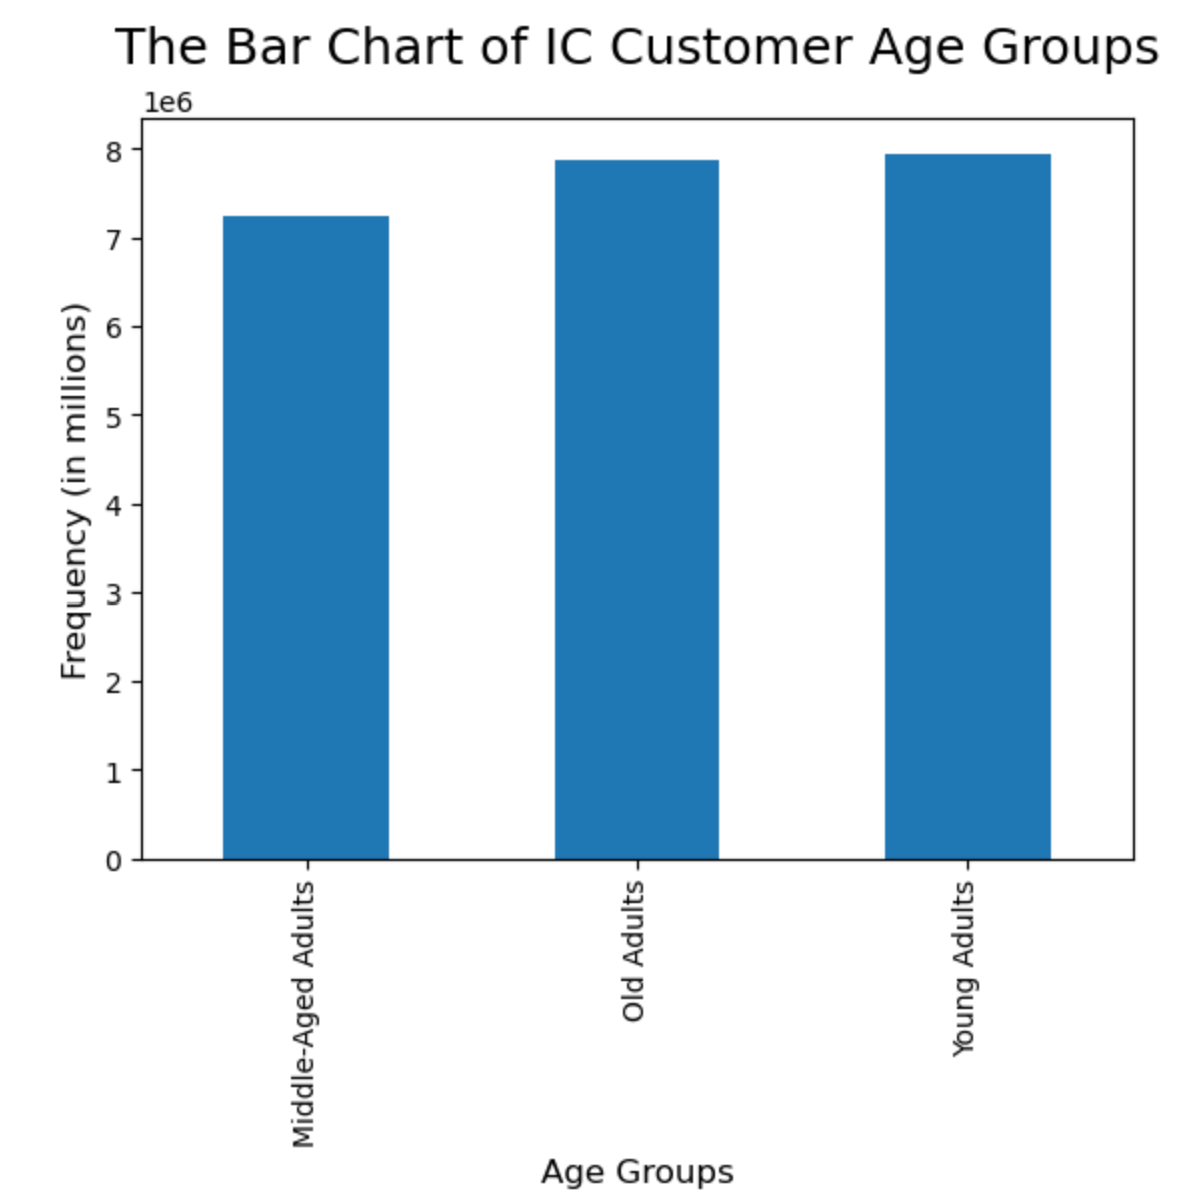 The Bar Chart of IC Customer Age Groups
1e6
8
7
6
5
4
3
2
1
0
Frequency (in millions)
Middle-Aged Adults
Old Adults
Young Adults
Age Groups